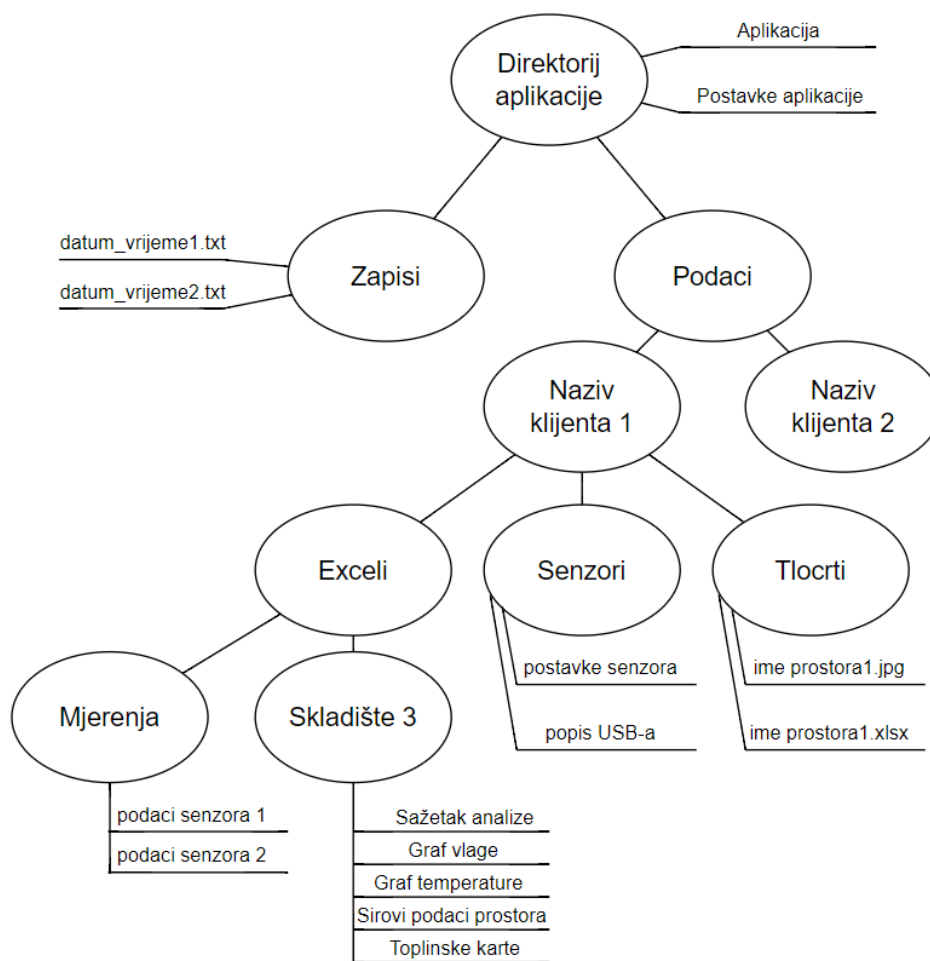 Aplikacija
Direktorij
aplikacije
Postavke aplikacije
datum_vrijeme1.txt
datum_vrijeme2.txt
Zapisi
Podaci
Naziv
klijenta 1
Naziv
klijenta 2
Exceli
Senzori
Tlocrti
postavke senzora
popis USB-a
ime prostora1.jpg
ime prostora1.xlsx
Mjerenja
Skladište 3
podaci senzora 1
podaci senzora 2
Sažetak analize
Graf vlage
Graf temperature
Sirovi podaci prostora
Toplinske karte